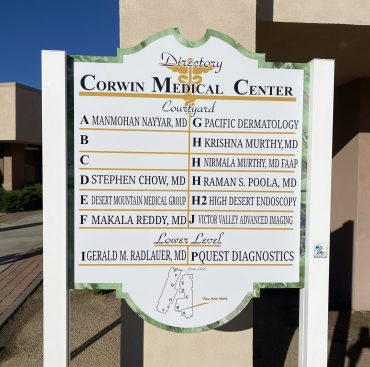 Directory
CORWIN MEDICAL CENTER
Courtyard
A MANMOHAN NAYYAR, MD
G PACIFIC DERMATOLOGY
B
H KRISHNA MURTHY, MD
C
H NIRMALA MURTHY, MD FAAP
D STEPHEN CHOW, MD
H RAMAN S. POOLA, MD
E DESERT MOUNTAIN MEDICAL GROUP
H2 HIGH DESERT ENDOSCOPY
F MAKALA REDDY, MD
J VICTOR VALLEY ADVANCED IMAGING
Lower Level
I GERALD M. RADLAUER, MD
P QUEST DIAGNOSTICS
You Are Here